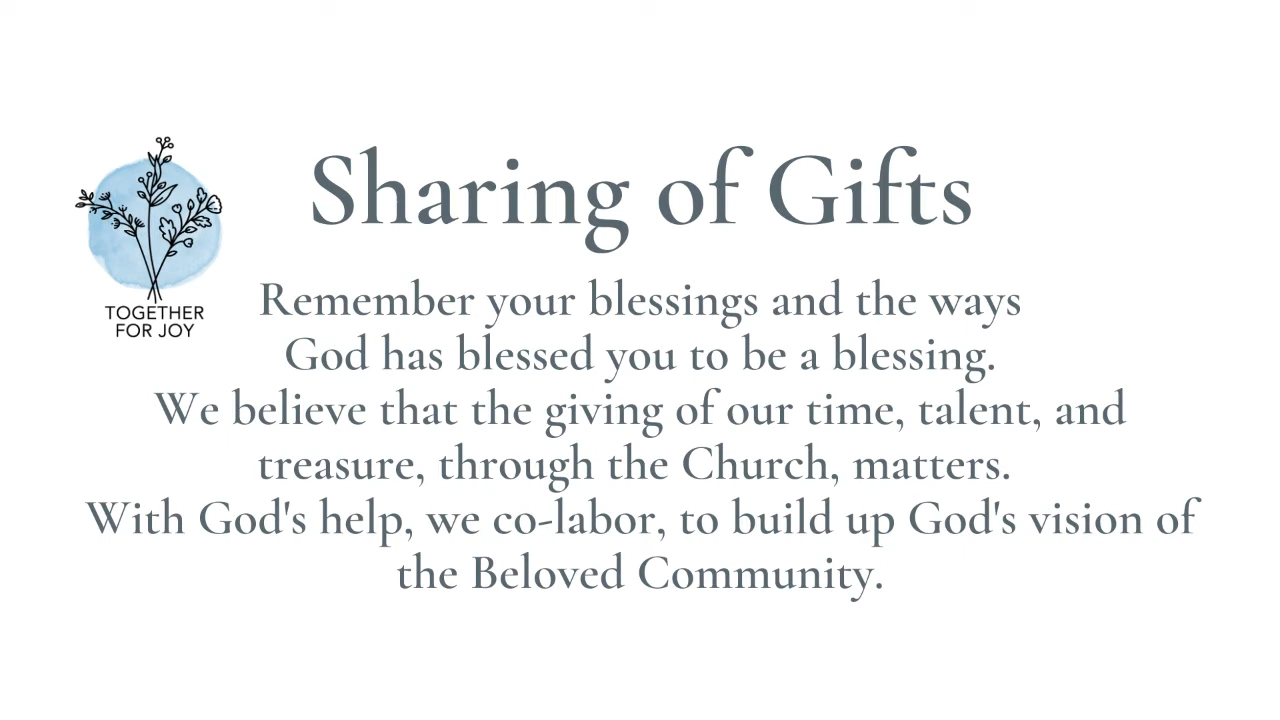 Sharing of Gifts
TOGETHER
FOR JOY
Remember your blessings and the ways
God has blessed you to be a blessing.
We believe that the giving of our time, talent, and
treasure, through the Church, matters.
With God's help, we co-labor, to build up God's vision of
the Beloved Community.